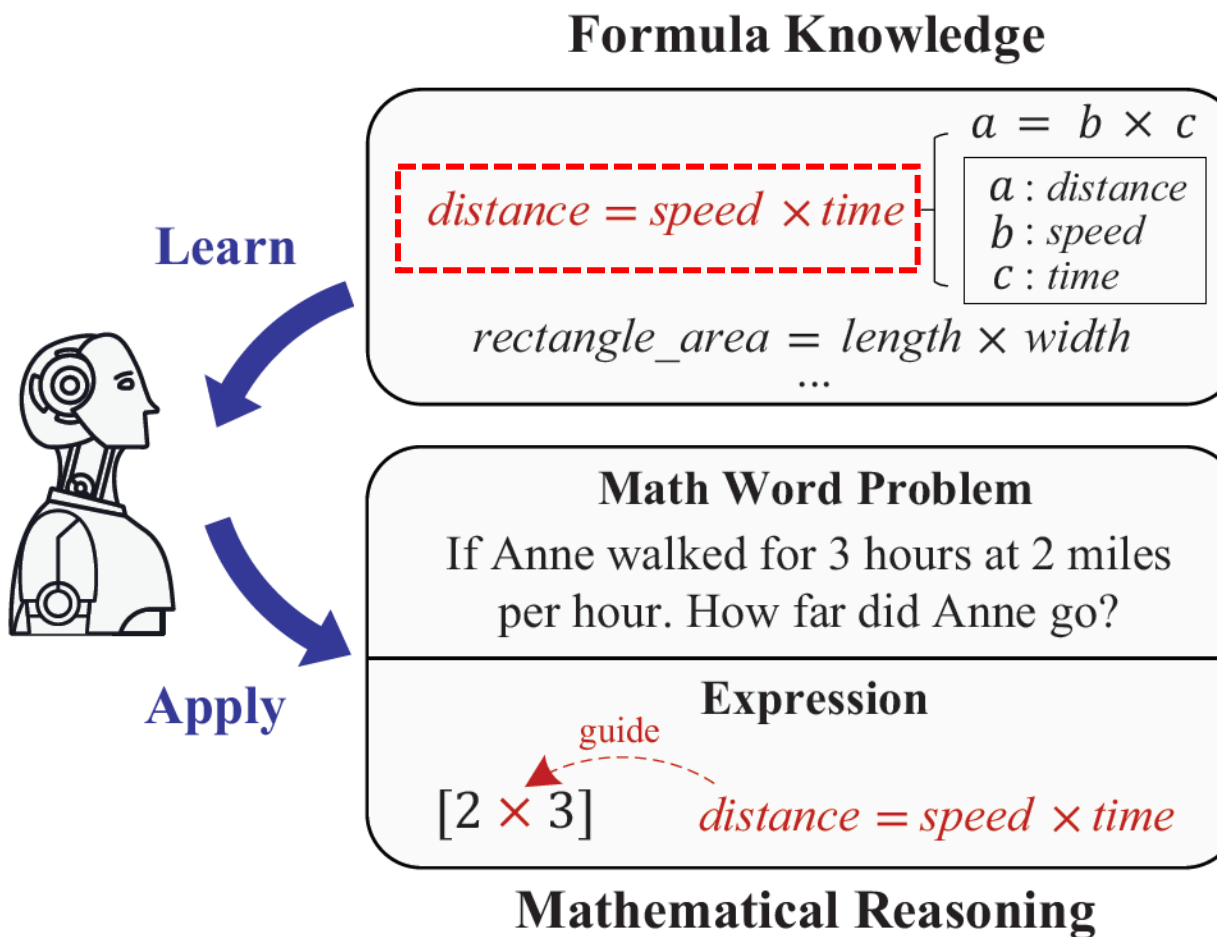 Formula Knowledge
a = b × c
distance = speed × time
a : distance
b : speed
c : time
Learn
rectangle_area = length × width
...
Math Word Problem
If Anne walked for 3 hours at 2 miles
per hour. How far did Anne go?
Apply
Expression
guide
[2 × 3]
distance = speed × time
Mathematical Reasoning